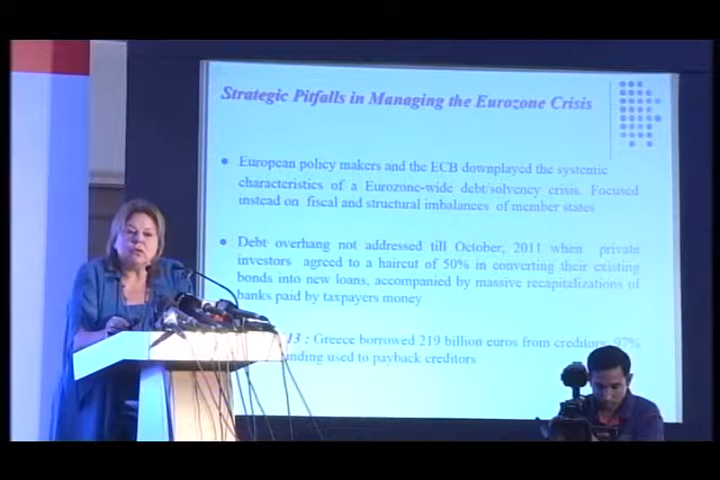 Strategic Pitfalls in Managing the Eurozone Crisis
• European policy makers and the ECB downplayed the systemic
characteristics of a Eurozone-wide debt/solvency crisis. Focused
instead on fiscal and structural imbalances of member states
• Debt overhang not addressed till October, 2011 when private
investors agreed to a haircut of 50% in converting their existing
bonds into new loans, accompanied by massive recapitalizations of
banks paid by taxpayers money
13 : Greece borrowed 219 billion euros from creditors, 97%
used to payback creditors